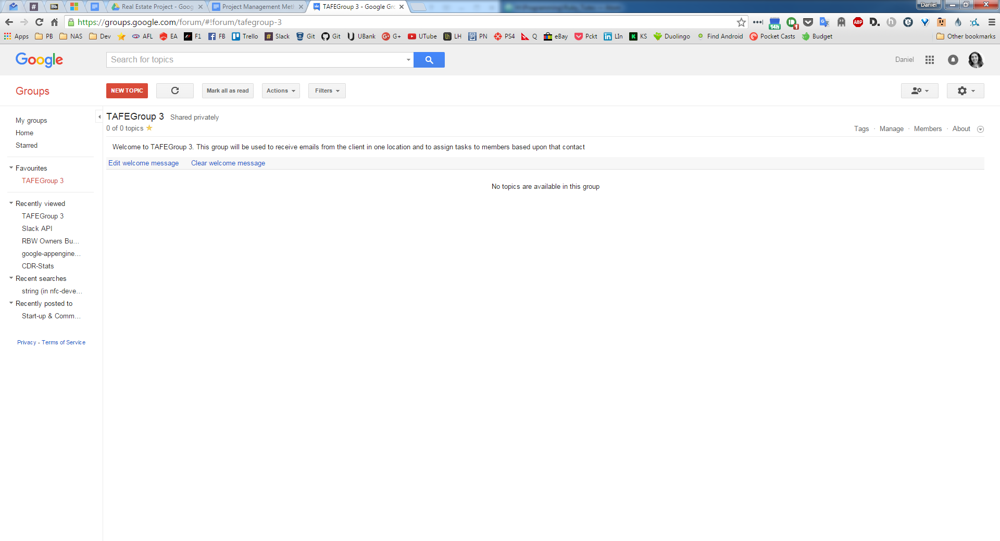 Real Estate Project - Goog
Project Management Meth
TAFEGroup 3 - Google Gro
Daniel
https://groups.google.com/forum/#!forum/tafegroup-3
14h
1
ABP
Apps PB NAS Dev AFL EA F1 FB Trello Slack Git Git UBank G+ UTube LH PN PS4 Q eBay Pckt LIn KS Duolingo Find Android Pocket Casts Budget Other bookmarks
Google
Search for topics
Daniel
Groups
NEW TOPIC
Mark all as read
Actions
Filters
My groups
Home
Starred
Favourites
TAFEGroup 3
Recently viewed
TAFEGroup 3
Slack API
RBW Owners Bu...
google-appengine...
CDR-Stats
Recent searches
string (in nfc-deve...
Recently posted to
Start-up & Comm...
Privacy - Terms of Service
TAFEGroup 3 Shared privately
0 of 0 topics
Tags · Manage · Members · About
Welcome to TAFEGroup 3. This group will be used to receive emails from the client in one location and to assign tasks to members based upon that contact
Edit welcome message Clear welcome message
No topics are available in this group